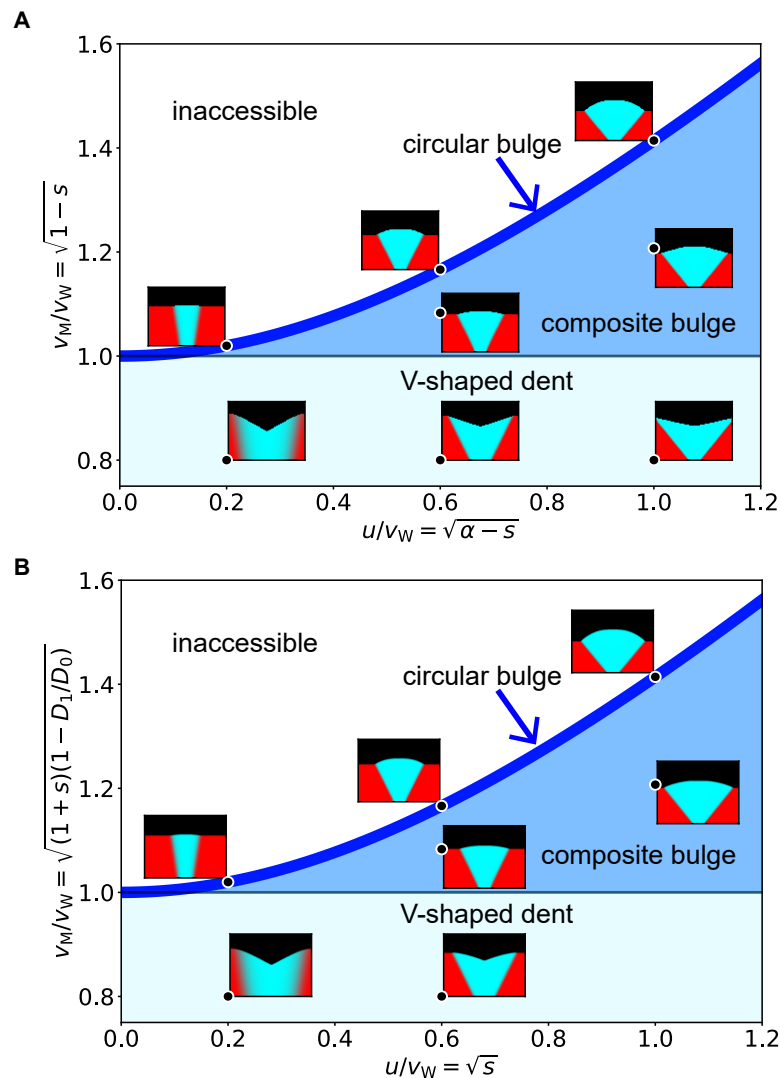 A
1.6
1.4
1.2
1.0
0.8
v_M/v_W = √1 − s
inaccessible
circular bulge
composite bulge
V-shaped dent
0.0 0.2 0.4 0.6 0.8 1.0 1.2
u/v_W = √α − s
B
1.6
1.4
1.2
1.0
0.8
v_M/v_W = √(1 + s)(1 − D_1/D_0)
inaccessible
circular bulge
composite bulge
V-shaped dent
0.0 0.2 0.4 0.6 0.8 1.0 1.2
u/v_W = √s